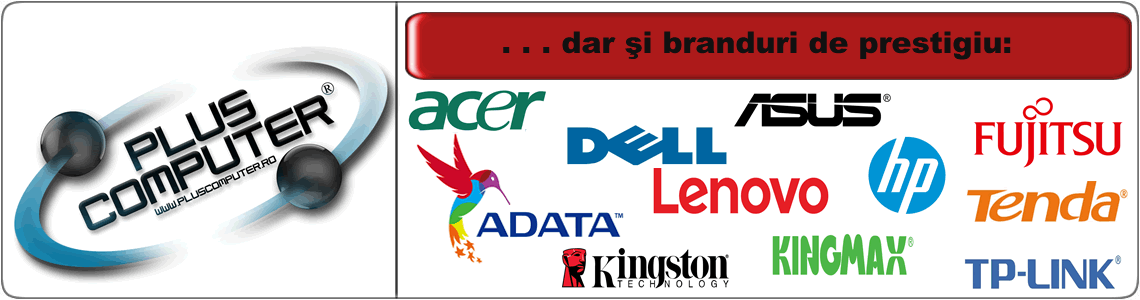 PLUS
COMPUTER®
WWW.PLUSCOMPUTER.RO
. . . dar şi branduri de prestigiu:
acer
ASUS®
FUJITSU
DELL
hp
Lenovo
Tenda®
ADATA™
KINGMAX®
Kingston®
TECHNOLOGY
TP-LINK®